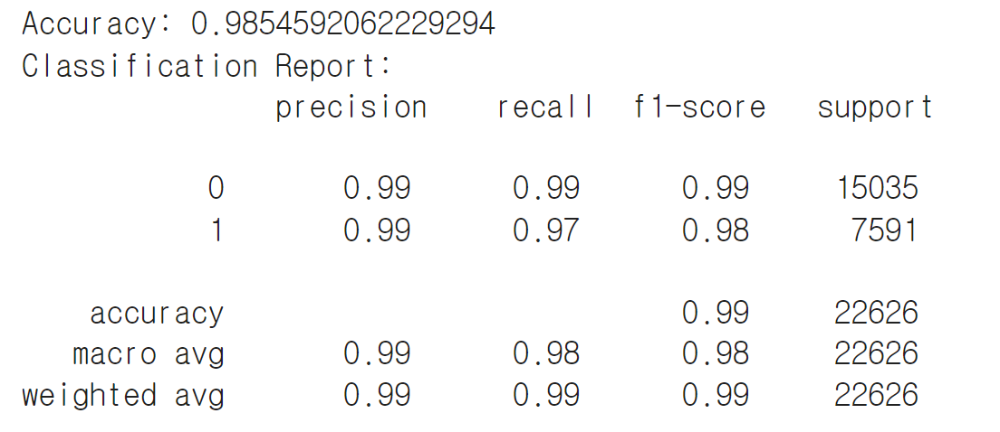 Accuracy: 0.9854592062229294
Classification Report:
precision recall f1-score support
0 0.99 0.99 0.99 15035
1 0.99 0.97 0.98 7591
accuracy 0.99 22626
macro avg 0.99 0.98 0.98 22626
weighted avg 0.99 0.99 0.99 22626